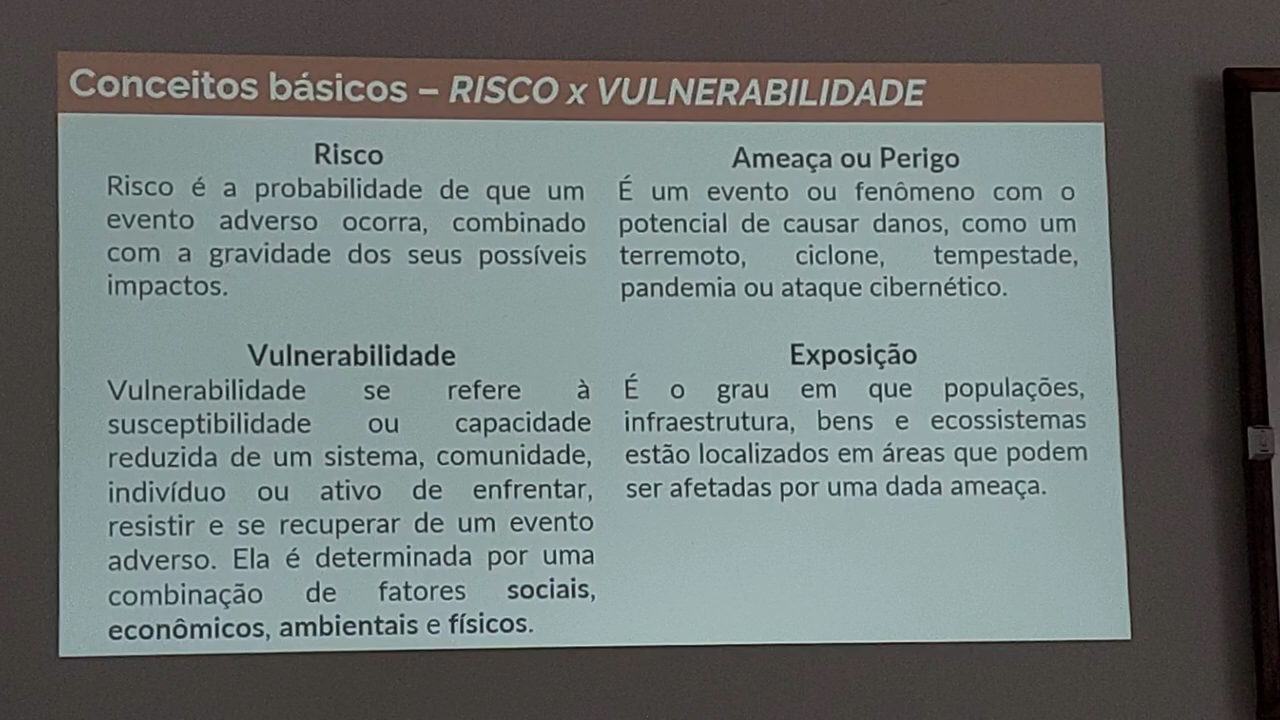 Conceitos básicos – RISCO x VULNERABILIDADE
Risco
Risco é a probabilidade de que um
evento adverso ocorra, combinado
com a gravidade dos seus possíveis
impactos.
Ameaça ou Perigo
É um evento ou fenômeno com o
potencial de causar danos, como um
terremoto, ciclone, tempestade,
pandemia ou ataque cibernético.
Vulnerabilidade
Vulnerabilidade se refere à
susceptibilidade ou capacidade
reduzida de um sistema, comunidade,
indivíduo ou ativo de enfrentar,
resistir e se recuperar de um evento
adverso. Ela é determinada por uma
combinação de fatores sociais,
econômicos, ambientais e físicos.
Exposição
É o grau em que populações,
infraestrutura, bens e ecossistemas
estão localizados em áreas que podem
ser afetadas por uma dada ameaça.